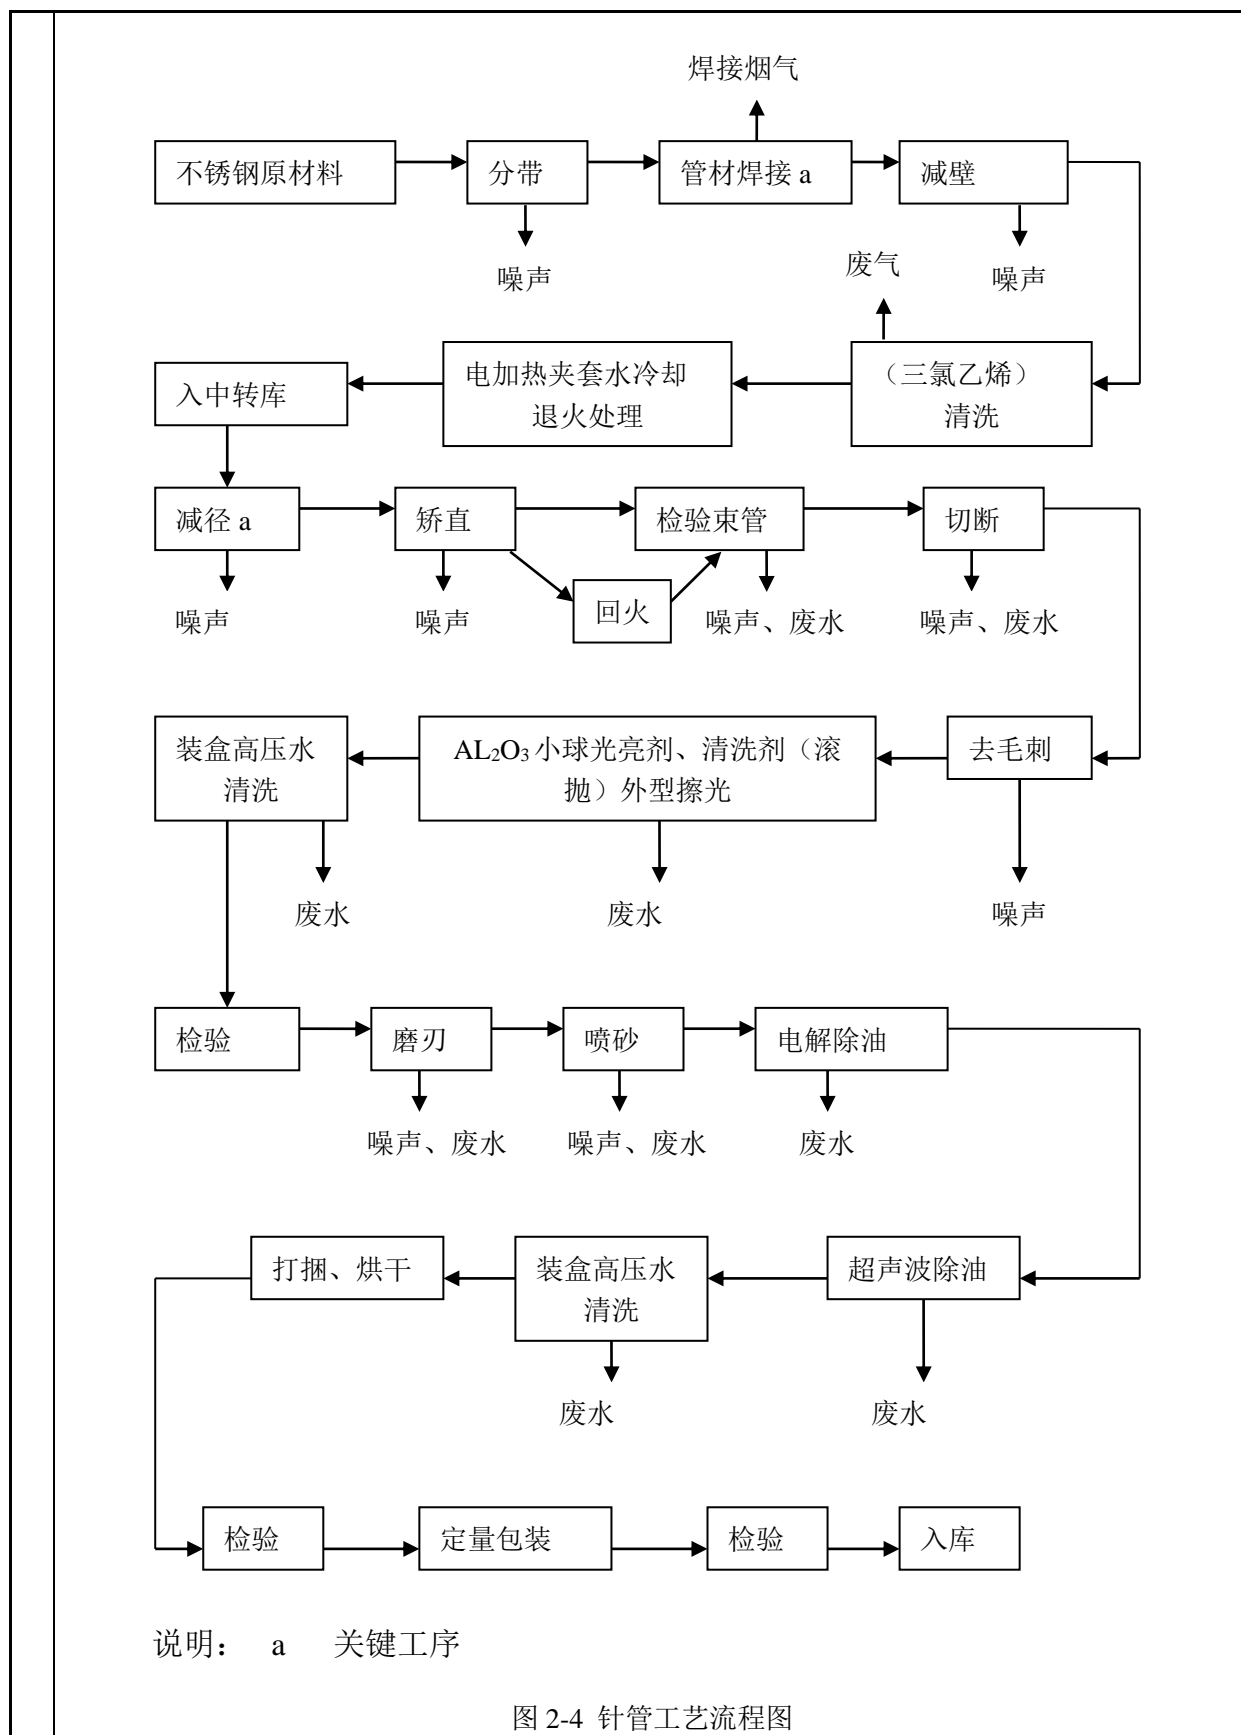 焊接烟气
不锈钢原材料
分带
管材焊接 a
减壁
噪声
废气
噪声
入中转库
电加热夹套水冷却
退火处理
（三氯乙烯）
清洗
减径 a
矫直
检验束管
切断
噪声
噪声
回火
噪声、废水
噪声、废水
装盒高压水
清洗
AL₂O₃ 小球光亮剂、清洗剂（滚
抛）外型擦光
去毛刺
废水
废水
噪声
检验
磨刃
喷砂
电解除油
噪声、废水
噪声、废水
废水
打捆、烘干
装盒高压水
清洗
超声波除油
废水
废水
检验
定量包装
检验
入库
说明： a 关键工序
图 2-4 针管工艺流程图